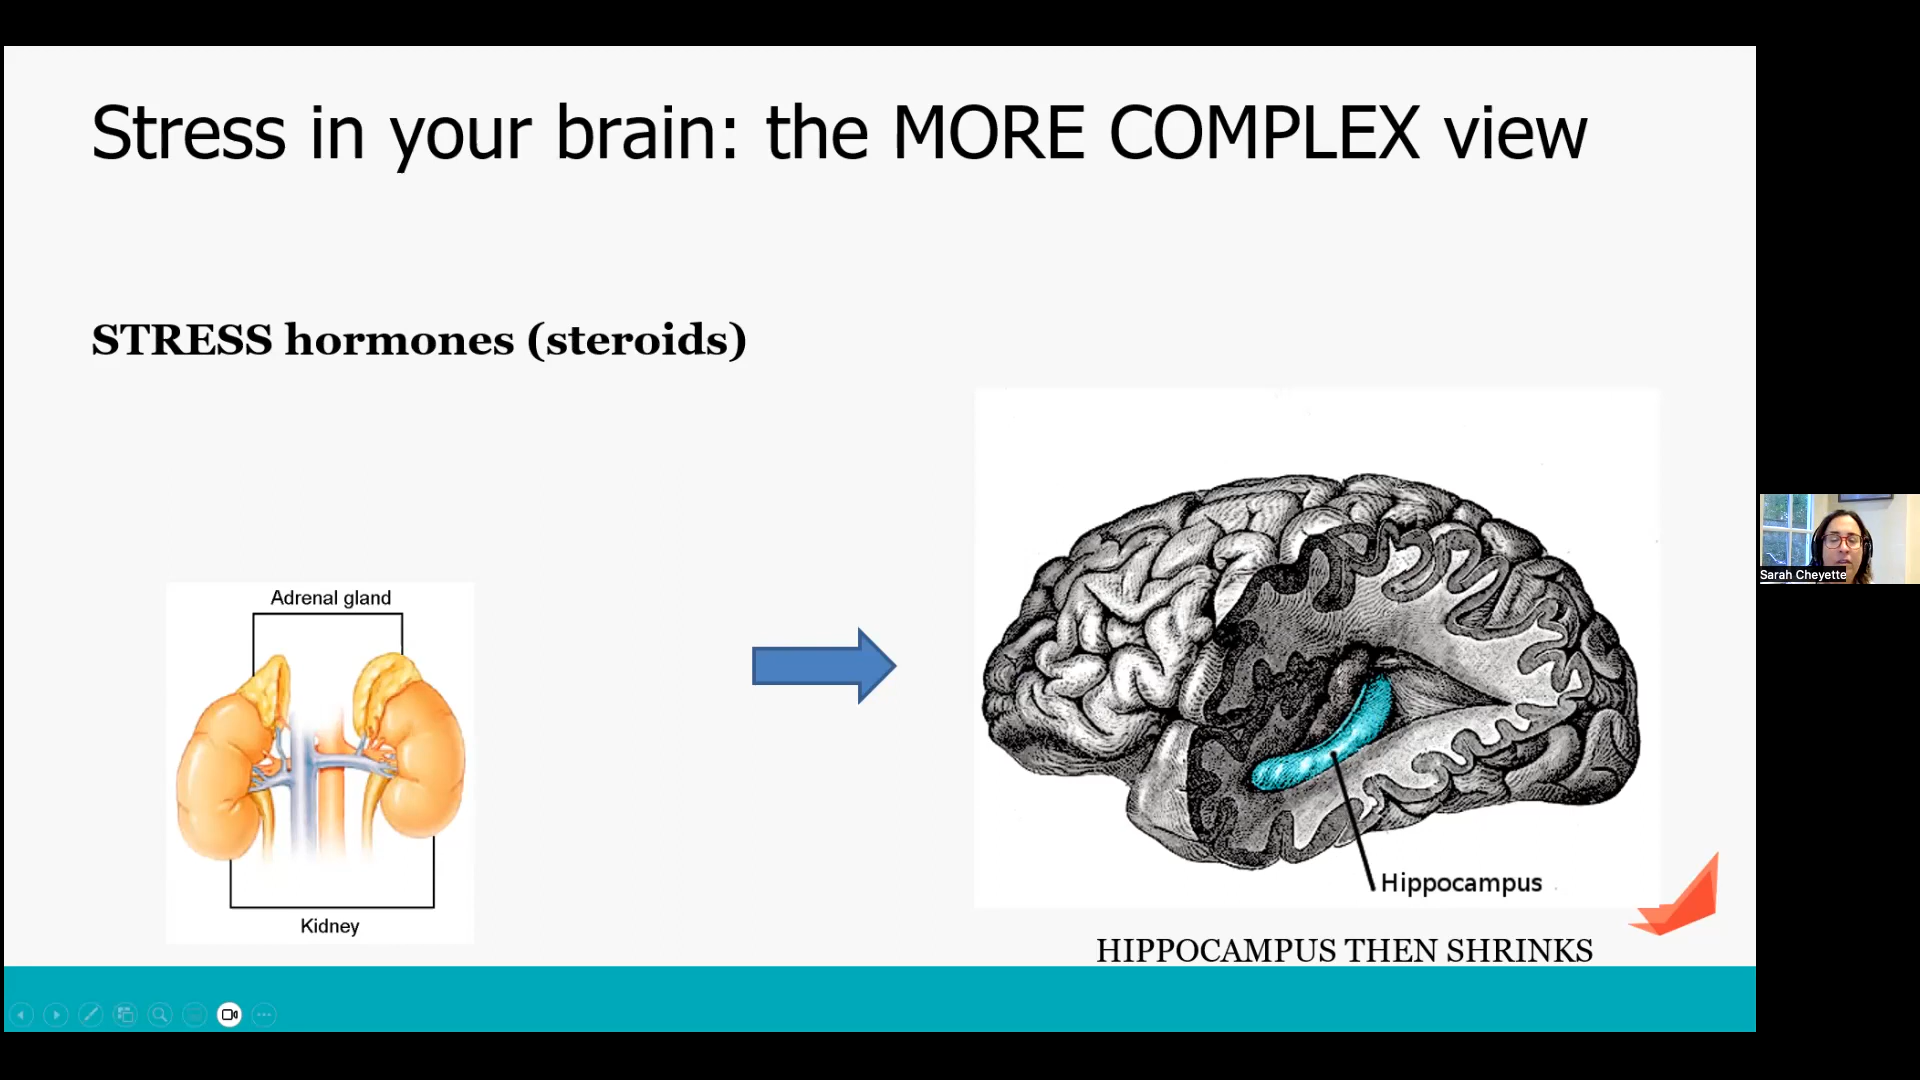 Stress in your brain: the MORE COMPLEX view
STRESS hormones (steroids)
Adrenal gland
Kidney
Hippocampus
HIPPOCAMPUS THEN SHRINKS
Sarah Cheyette